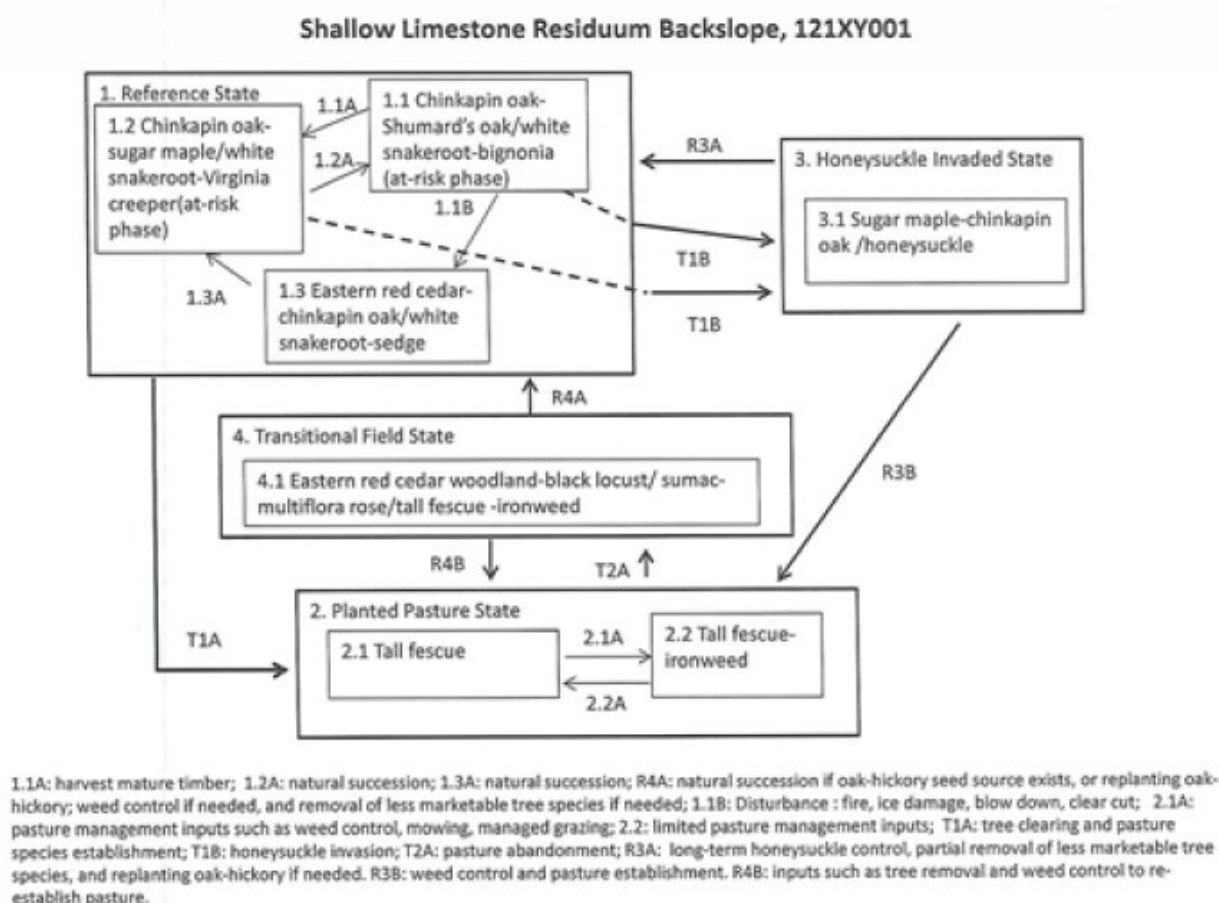 Shallow Limestone Residuum Backslope, 121XY001
1. Reference State
1.2 Chinkapin oak-
sugar maple/white
snakeroot-Virginia
creeper(at-risk
phase)
1.1A
1.2A
1.1 Chinkapin oak-
Shumard's oak/white
snakeroot-bignonia
(at-risk phase)
1.1B
1.3A
1.3 Eastern red cedar-
chinkapin oak/white
snakeroot-sedge
R3A
T1B
T1B
3. Honeysuckle Invaded State
3.1 Sugar maple-chinkapin
oak /honeysuckle
R4A
4. Transitional Field State
4.1 Eastern red cedar woodland-black locust/ sumac-
multiflora rose/tall fescue -ironweed
R3B
R4B
T2A
T1A
2. Planted Pasture State
2.1 Tall fescue
2.1A
2.2A
2.2 Tall fescue-
ironweed
1.1A: harvest mature timber; 1.2A: natural succession; 1.3A: natural succession; R4A: natural succession if oak-hickory seed source exists, or replanting oak-
hickory; weed control if needed, and removal of less marketable tree species if needed; 1.1B: Disturbance : fire, ice damage, blow down, clear cut; 2.1A:
pasture management inputs such as weed control, mowing, managed grazing; 2.2: limited pasture management inputs; T1A: tree clearing and pasture
species establishment; T1B: honeysuckle invasion; T2A: pasture abandonment; R3A: long-term honeysuckle control, partial removal of less marketable tree
species, and replanting oak-hickory if needed. R3B: weed control and pasture establishment. R4B: inputs such as tree removal and weed control to re-
establish pasture.